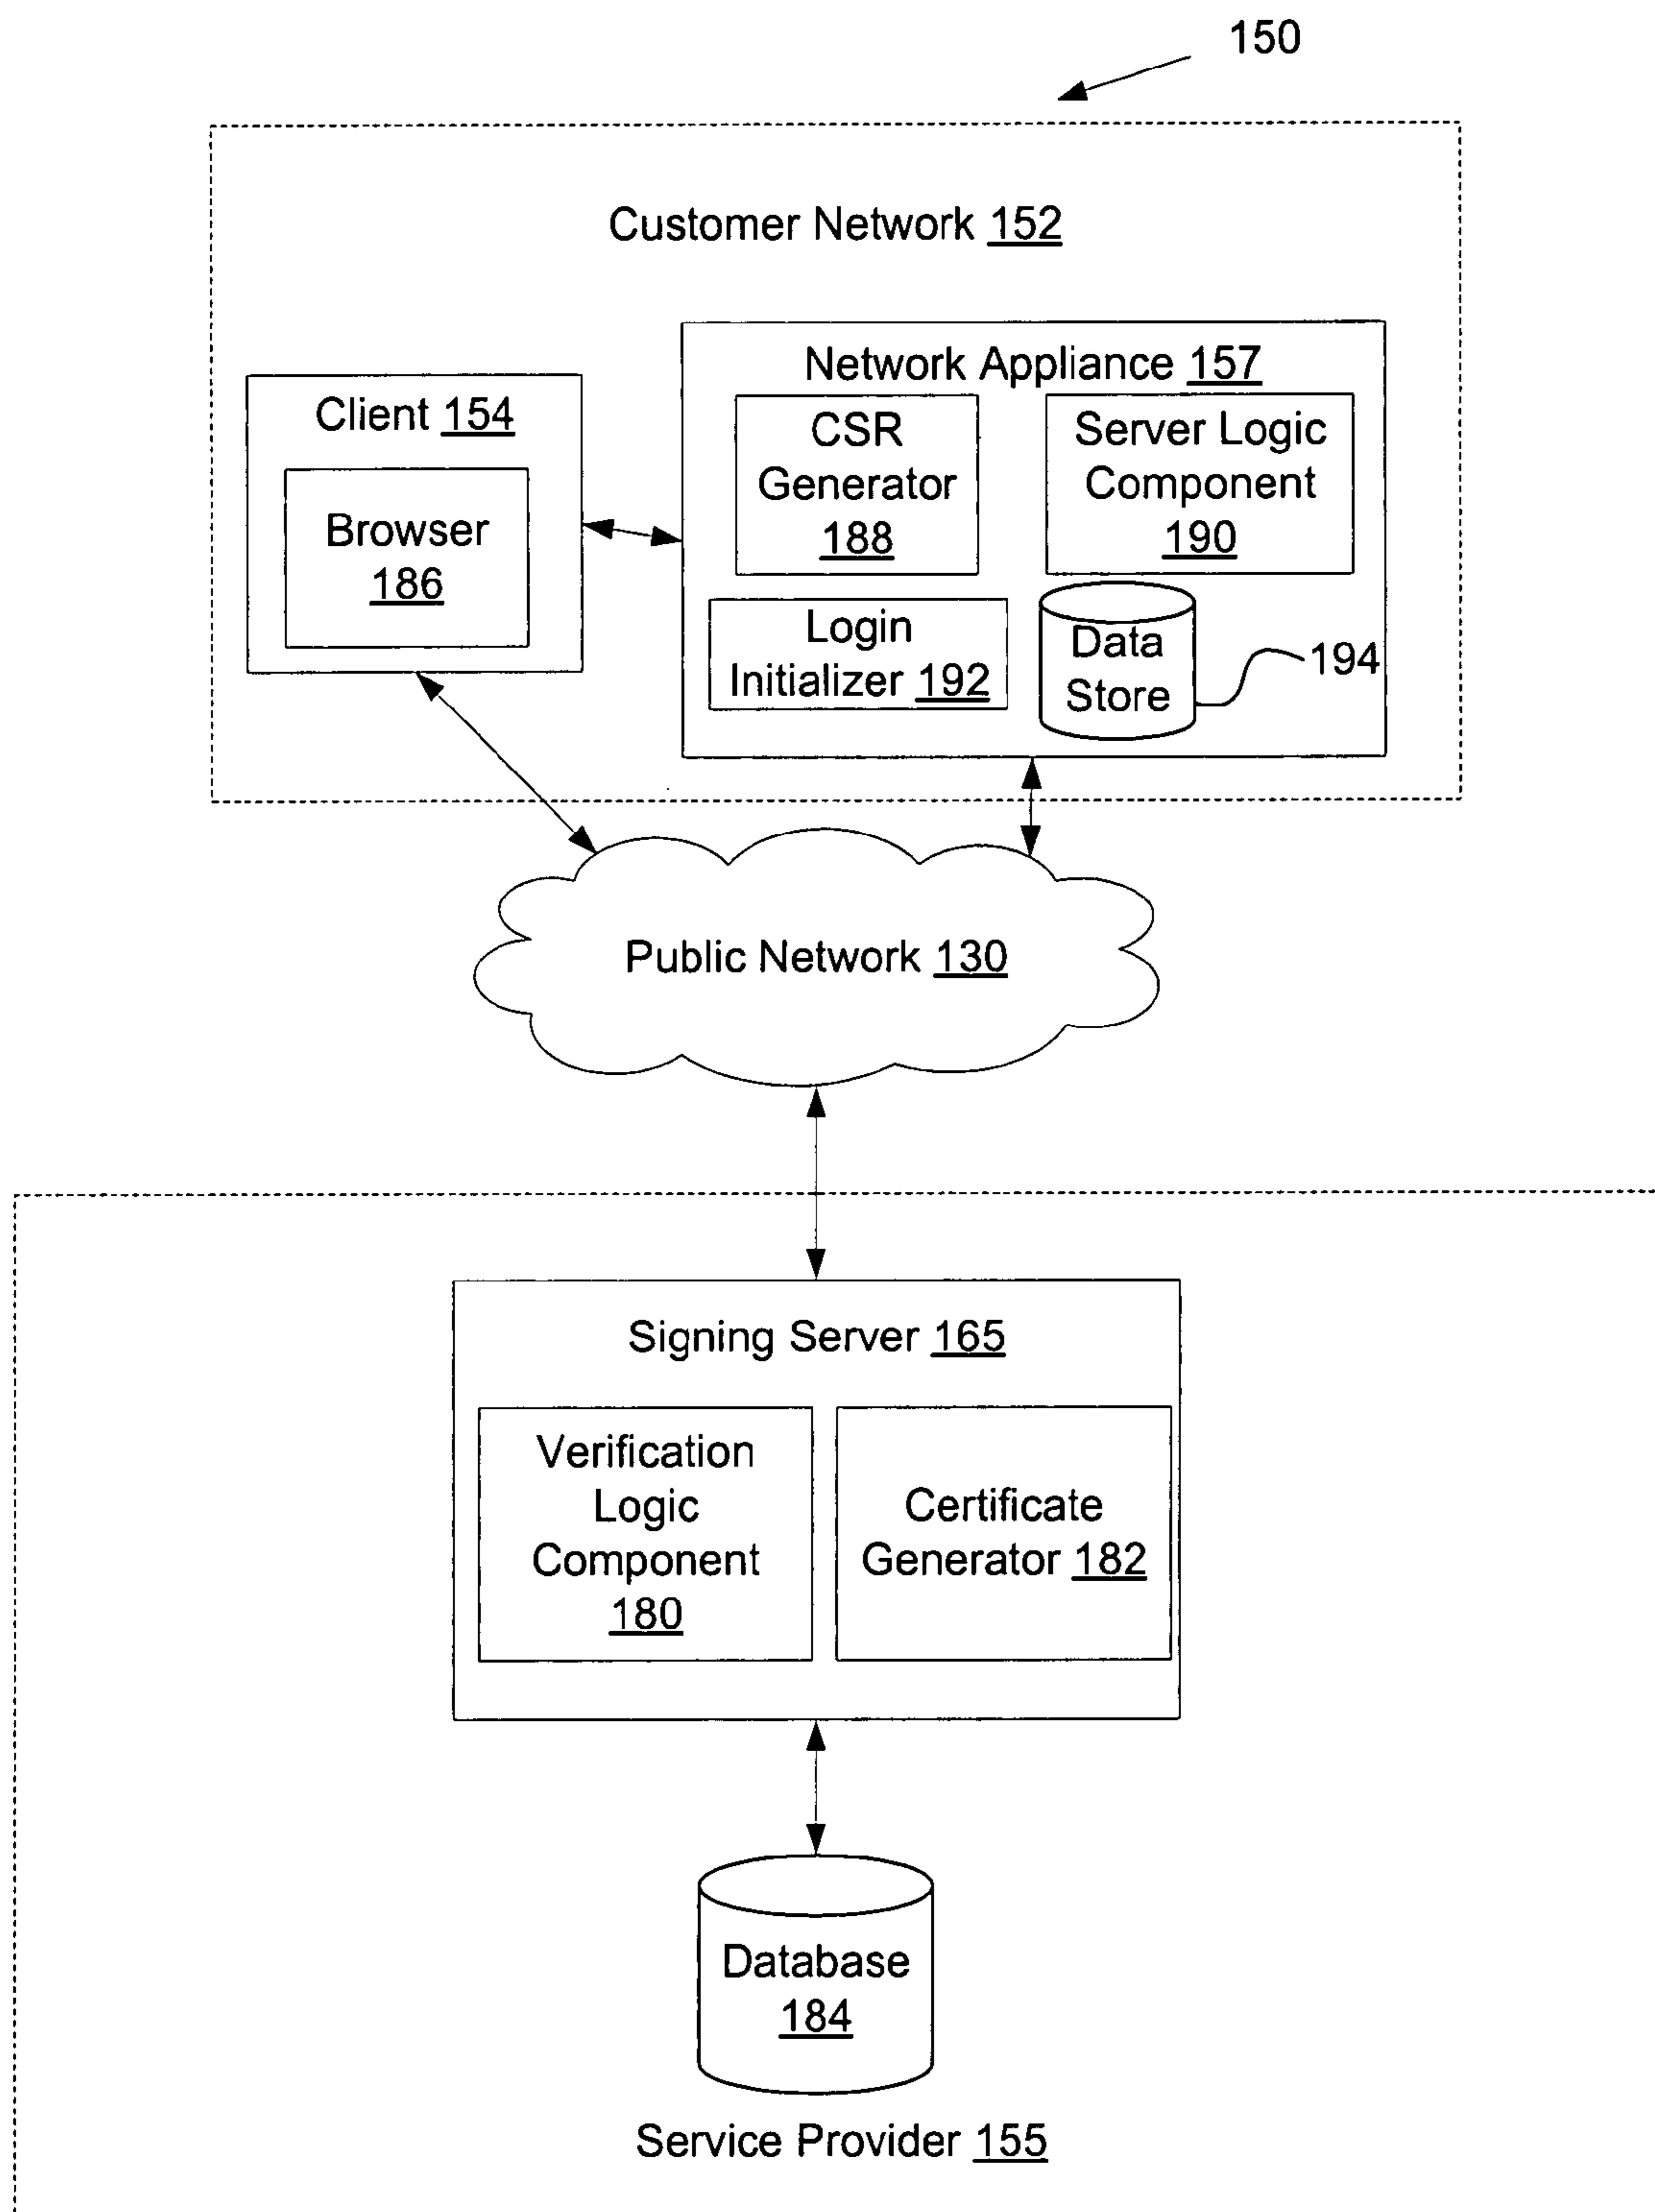 150
Customer Network 152
Network Appliance 157
Client 154
Browser
186
CSR
Generator
188
Server Logic
Component
190
Login
Initializer 192
Data
Store
194
Public Network 130
Signing Server 165
Verification
Logic
Component
180
Certificate
Generator 182
Database
184
Service Provider 155